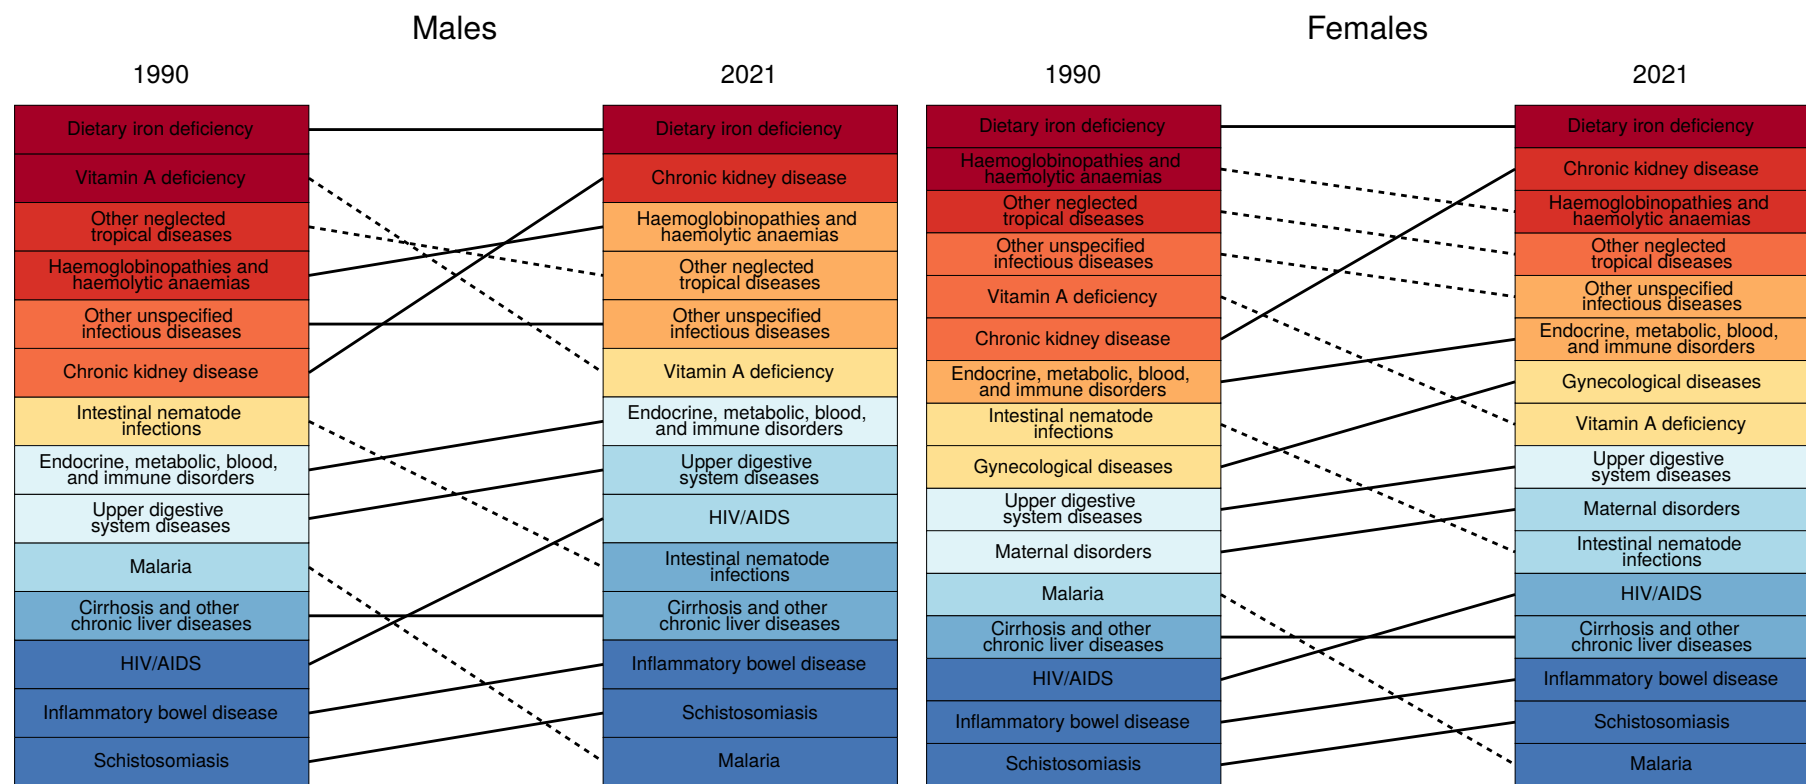 Males
1990
2021
Dietary iron deficiency
Vitamin A deficiency
Other neglected
tropical diseases
Haemoglobinopathies and
haemolytic anaemias
Other unspecified
infectious diseases
Chronic kidney disease
Intestinal nematode
infections
Endocrine, metabolic, blood,
and immune disorders
Upper digestive
system diseases
Malaria
Cirrhosis and other
chronic liver diseases
HIV/AIDS
Inflammatory bowel disease
Schistosomiasis
Dietary iron deficiency
Chronic kidney disease
Haemoglobinopathies and
haemolytic anaemias
Other neglected
tropical diseases
Other unspecified
infectious diseases
Vitamin A deficiency
Endocrine, metabolic, blood,
and immune disorders
Upper digestive
system diseases
HIV/AIDS
Intestinal nematode
infections
Cirrhosis and other
chronic liver diseases
Inflammatory bowel disease
Schistosomiasis
Malaria
Females
1990
2021
Dietary iron deficiency
Haemoglobinopathies and
haemolytic anaemias
Other neglected
tropical diseases
Other unspecified
infectious diseases
Vitamin A deficiency
Chronic kidney disease
Endocrine, metabolic, blood,
and immune disorders
Intestinal nematode
infections
Gynecological diseases
Upper digestive
system diseases
Maternal disorders
Malaria
Cirrhosis and other
chronic liver diseases
HIV/AIDS
Inflammatory bowel disease
Schistosomiasis
Dietary iron deficiency
Chronic kidney disease
Haemoglobinopathies and
haemolytic anaemias
Other neglected
tropical diseases
Other unspecified
infectious diseases
Endocrine, metabolic, blood,
and immune disorders
Gynecological diseases
Vitamin A deficiency
Upper digestive
system diseases
Maternal disorders
Intestinal nematode
infections
HIV/AIDS
Cirrhosis and other
chronic liver diseases
Inflammatory bowel disease
Schistosomiasis
Malaria